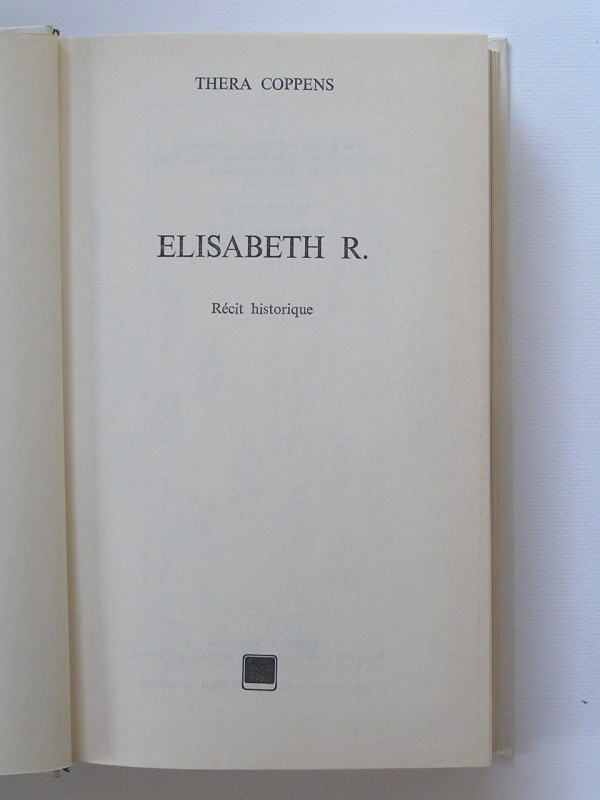 THERA COPPENS
ELISABETH R.
Récit historique